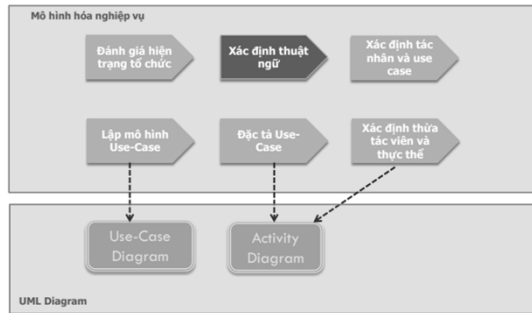 Mô hình hóa nghiệp vụ
Đánh giá hiện
trạng tổ chức
Xác định thuật
ngữ
Xác định tác
nhân và use
case
Lập mô hình
Use-Case
Đặc tả Use-
Case
Xác định thừa
tác viên và
thực thể
Use-Case
Diagram
Activity
Diagram
UML Diagram